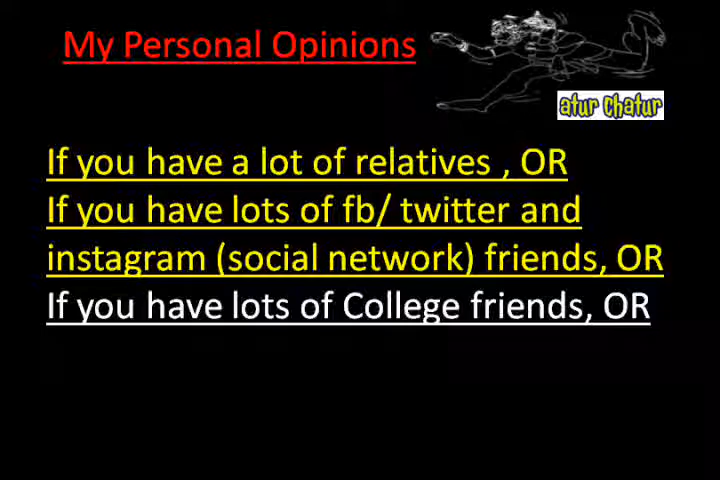 My Personal Opinions
atur chatur
If you have a lot of relatives , OR
If you have lots of fb/ twitter and
instagram (social network) friends, OR
If you have lots of College friends, OR